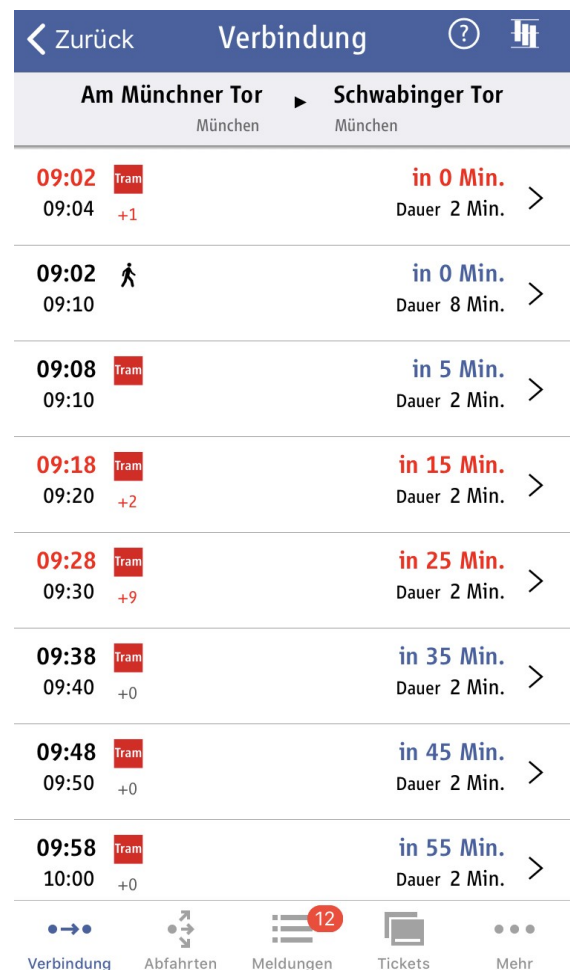 Zurück Verbindung ?
Am Münchner Tor ► Schwabinger Tor
München München
09:02 Tram in 0 Min.
09:04 +1 Dauer 2 Min.
09:02 in 0 Min.
09:10 Dauer 8 Min.
09:08 Tram in 5 Min.
09:10 Dauer 2 Min.
09:18 Tram in 15 Min.
09:20 +2 Dauer 2 Min.
09:28 Tram in 25 Min.
09:30 +9 Dauer 2 Min.
09:38 Tram in 35 Min.
09:40 +0 Dauer 2 Min.
09:48 Tram in 45 Min.
09:50 +0 Dauer 2 Min.
09:58 Tram in 55 Min.
10:00 +0 Dauer 2 Min.
12
Verbindung Abfahrten Meldungen Tickets Mehr